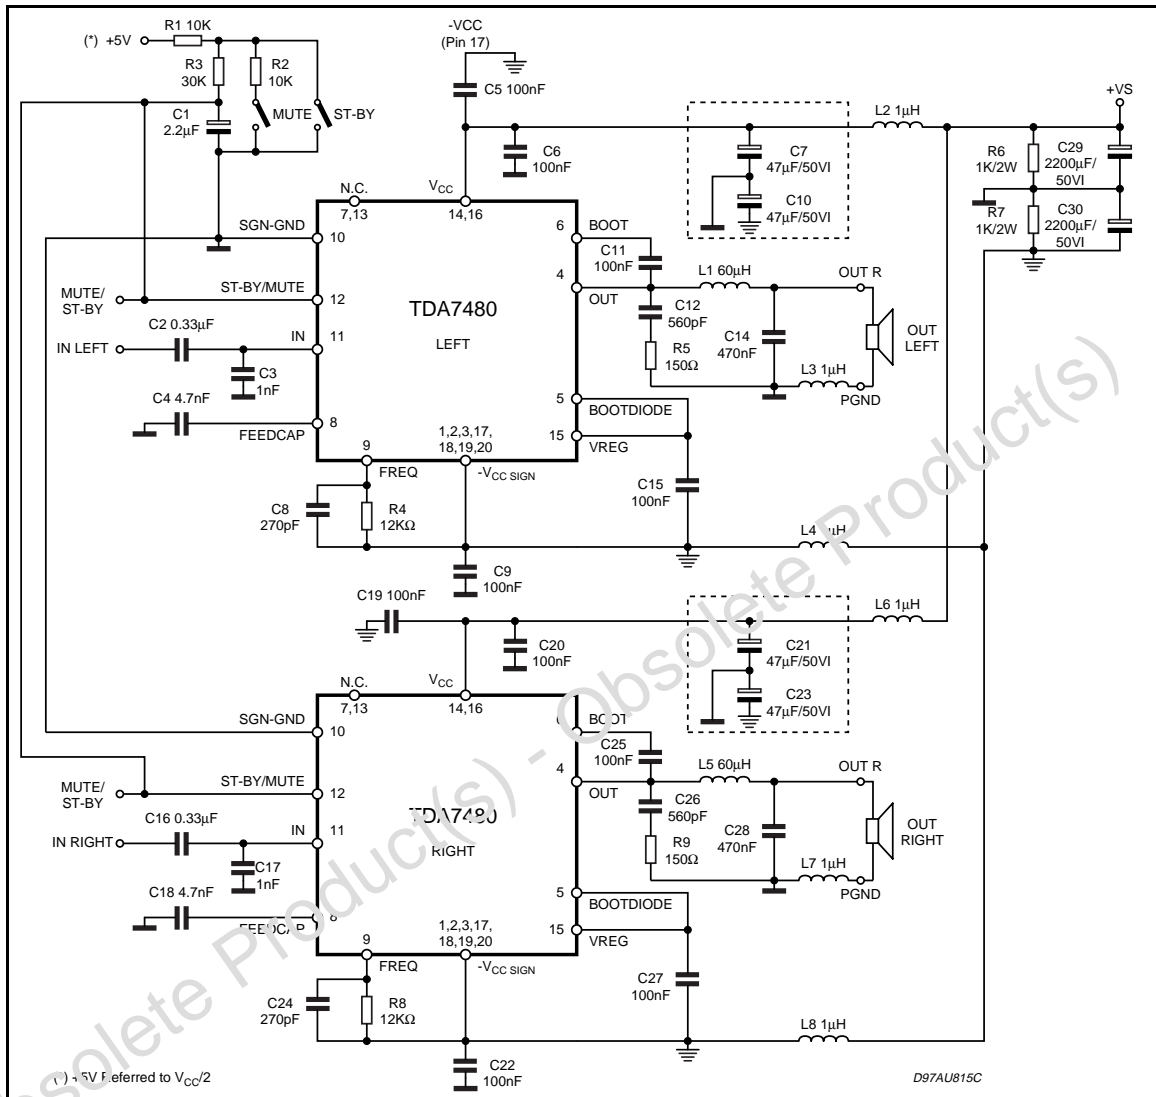 R1 10K
(*) +5V
R3
30K
R2
10K
C1
2.2µF
MUTE
ST-BY
-VCC
(Pin 17)
C5 100nF
C6
100nF
C7
47µF/50VI
C10
47µF/50VI
L2 1µH
+VS
R6
1K/2W
C29
2200µF/
50VI
R7
1K/2W
C30
2200µF/
50VI
N.C.
7,13
VCC
14,16
SGN-GND
10
6
BOOT
C11
100nF
4
OUT
L1 60µH
OUT R
MUTE/
ST-BY
ST-BY/MUTE
12
TDA7480
LEFT
C12
560pF
C14
470nF
OUT
LEFT
C2 0.33µF
IN LEFT
IN
11
R5
150Ω
C3
1nF
L3 1µH
PGND
C4 4.7nF
8
FEEDCAP
5
BOOTDIODE
15
VREG
9
FREQ
1,2,3,17,
18,19,20
-VCC SIGN
C8
270pF
R4
12KΩ
C15
100nF
C9
100nF
C19 100nF
L6 1µH
C20
100nF
C21
47µF/50VI
C23
47µF/50VI
N.C.
7,13
VCC
14,16
SGN-GND
10
C25
100nF
4
OUT
L5 60µH
OUT R
MUTE/
ST-BY
ST-BY/MUTE
12
TDA7480
RIGHT
C26
560pF
C28
470nF
OUT
RIGHT
C16 0.33µF
IN RIGHT
IN
11
R9
150Ω
C17
1nF
L7 1µH
PGND
C18 4.7nF
8
FEEDCAP
5
BOOTDIODE
15
VREG
9
FREQ
1,2,3,17,
18,19,20
-VCC SIGN
C24
270pF
R8
12KΩ
C27
100nF
C22
100nF
L8 1µH
(*) +5V Referred to VCC/2
D97AU815C
Obsolete Product(s) - Obsolete Product(s)